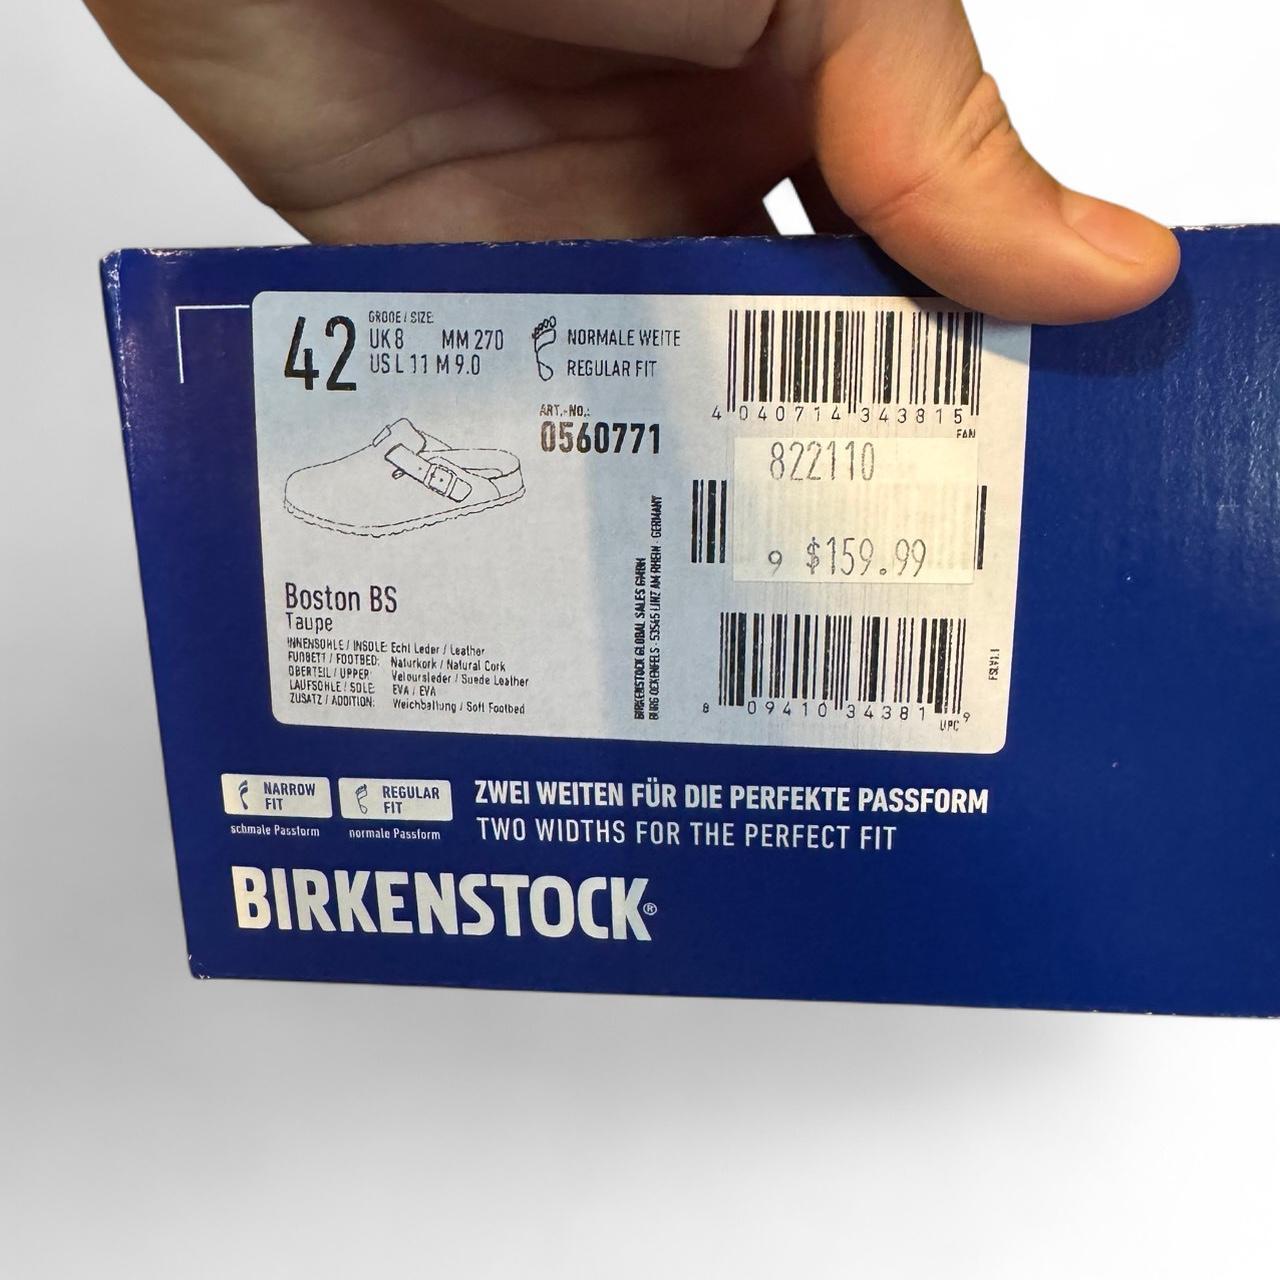 42
GRÖßE / SIZE:
UK 8 MM 270
US L 11 M 9.0
NORMALE WEITE
REGULAR FIT
ART.-NO.:
0560771
4 040714 343815
EAN
822110
9 $159.99
Boston BS
Taupe
INNENSOHLE / INSOLE: Echt Leder / Leather
FUßBETT / FOOTBED: Naturkork / Natural Cork
OBERTEIL / UPPER: Veloursleder / Suede Leather
LAUFSOHLE / SOLE: EVA / EVA
ZUSATZ / ADDITION: Weichbettung / Soft Footbed
BIRKENSTOCK GLOBAL SALES GMBH
BURG OCKENFELS · 53545 LINZ AM RHEIN · GERMANY
8 09410 34381 9
UPC
NARROW
FIT
schmale Passform
REGULAR
FIT
normale Passform
ZWEI WEITEN FÜR DIE PERFEKTE PASSFORM
TWO WIDTHS FOR THE PERFECT FIT
BIRKENSTOCK®